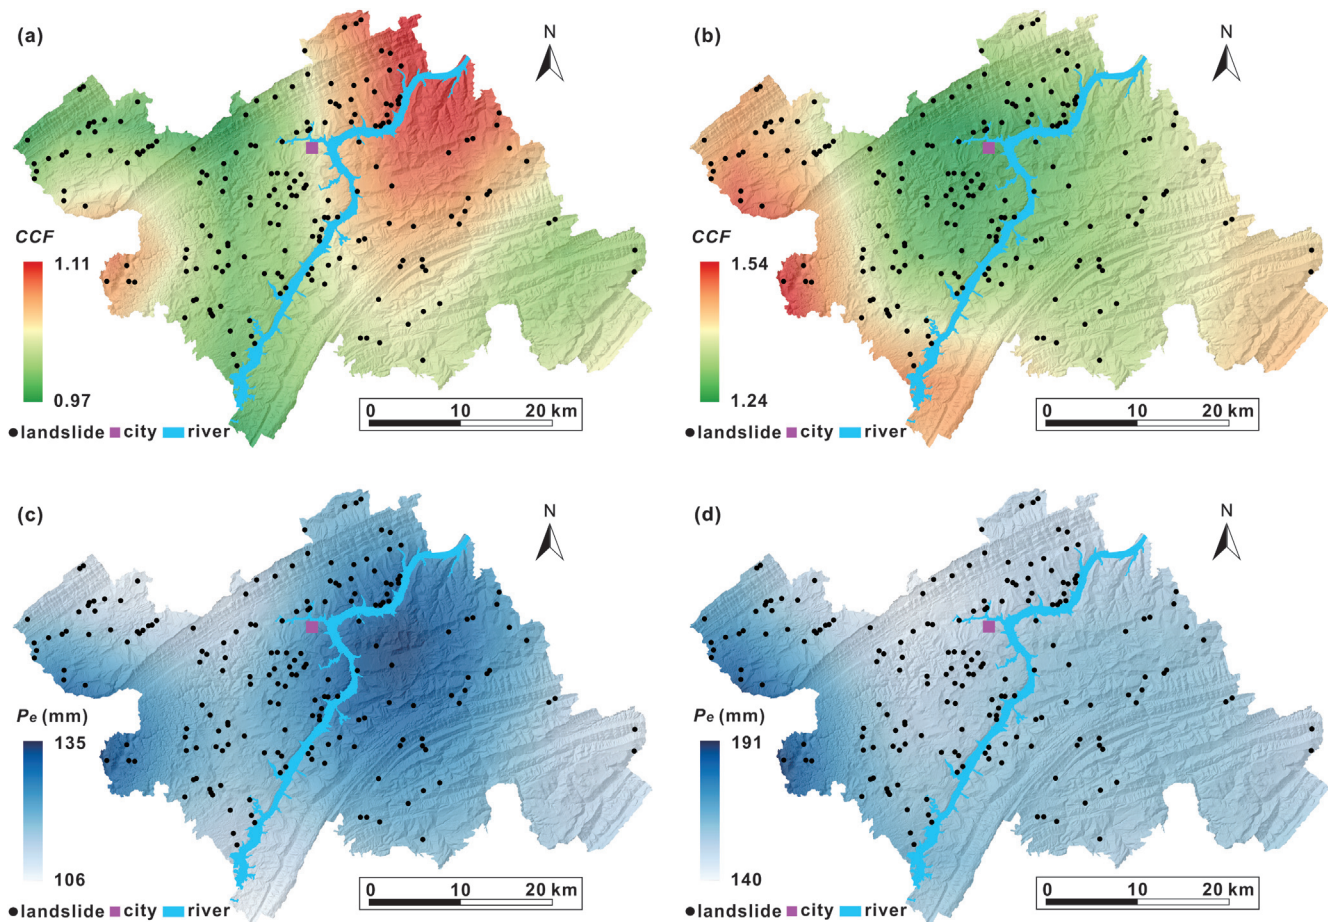 (a)
N
CCF
1.11
0.97
0 10 20 km
landslide city river
(b)
N
CCF
1.54
1.24
0 10 20 km
landslide city river
(c)
N
Pe (mm)
135
106
0 10 20 km
landslide city river
(d)
N
Pe (mm)
191
140
0 10 20 km
landslide city river